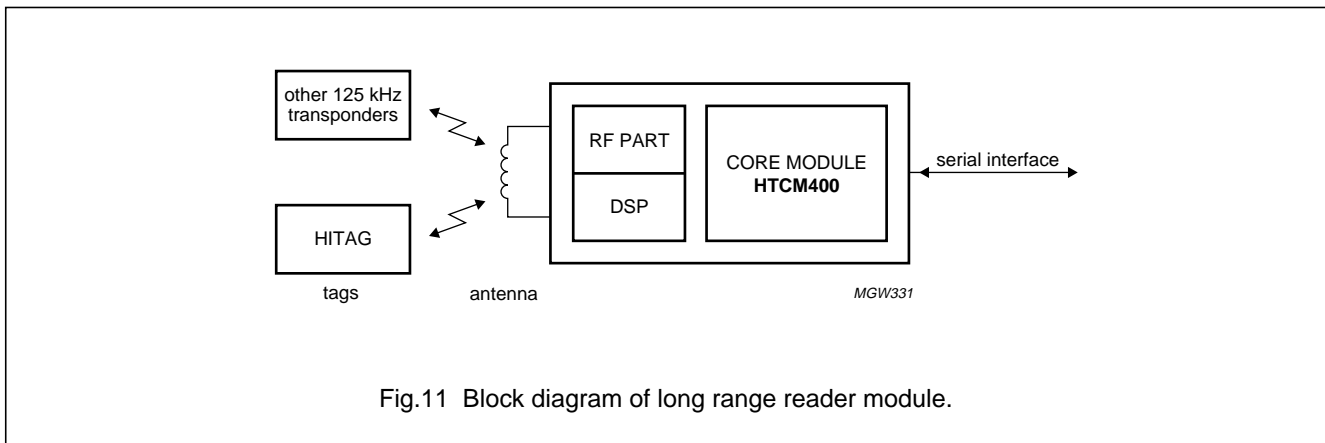 other 125 kHz
transponders
HITAG
tags
antenna
RF PART
DSP
CORE MODULE
HTCM400
serial interface
MGW331
Fig.11 Block diagram of long range reader module.